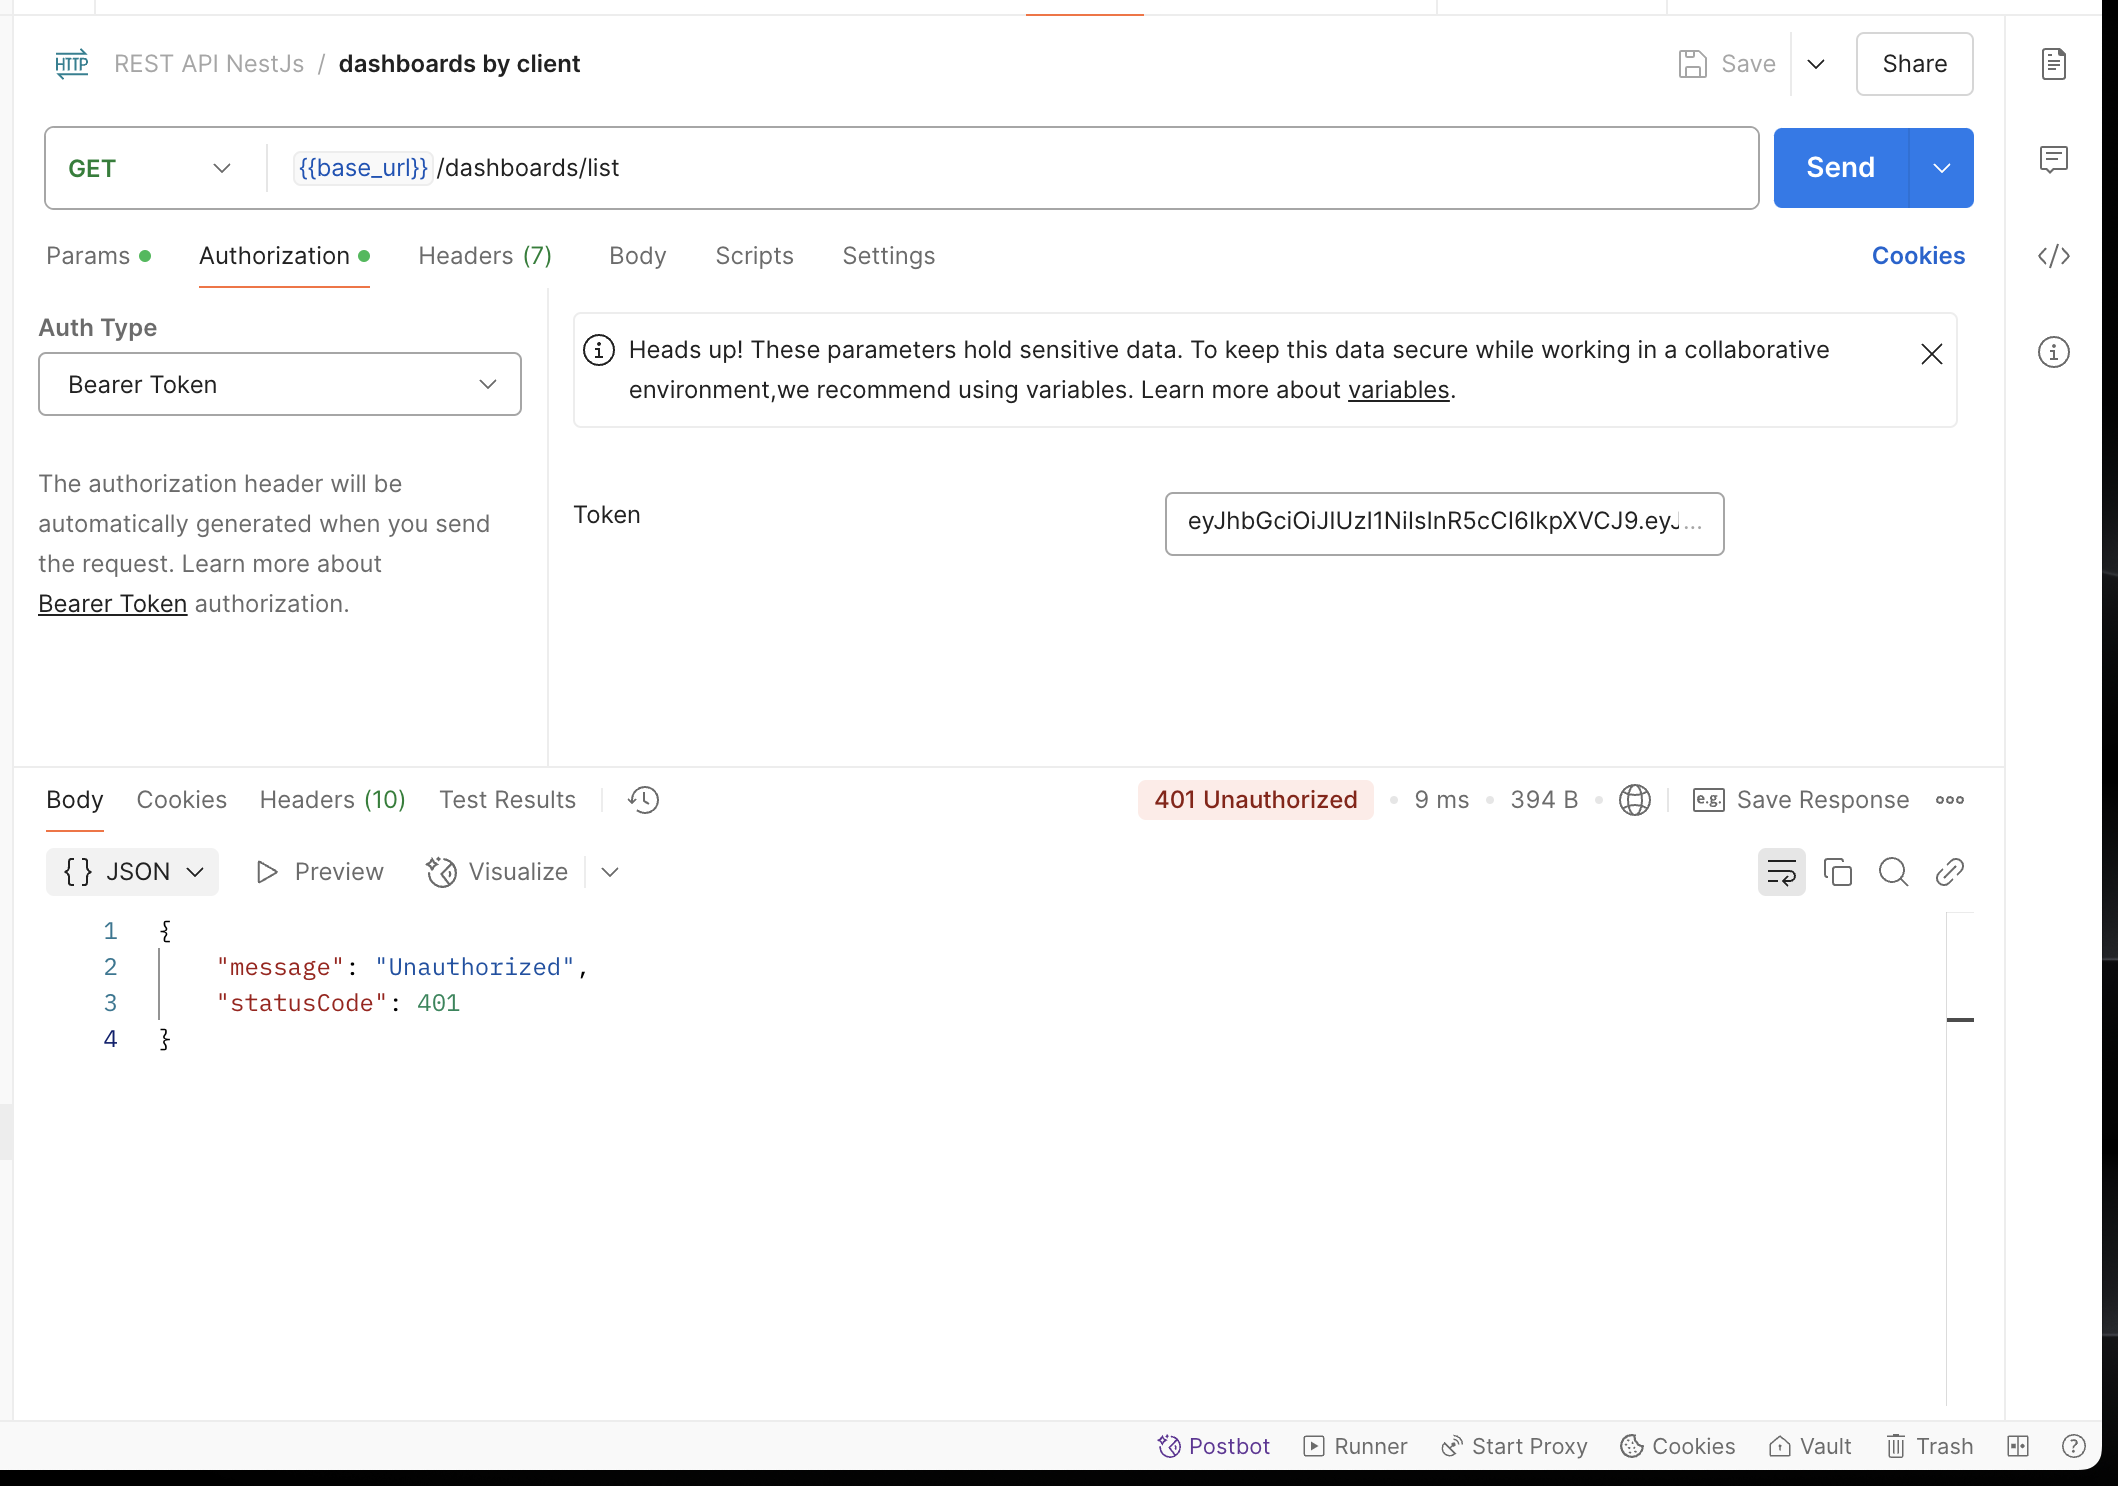 HTTP REST API NestJs / dashboards by client
Save
Share
GET
{{base_url}}/dashboards/list
Send
Params
Authorization
Headers (7)
Body
Scripts
Settings
Cookies
Auth Type
Bearer Token
The authorization header will be
automatically generated when you send
the request. Learn more about
Bearer Token authorization.
Heads up! These parameters hold sensitive data. To keep this data secure while working in a collaborative
environment,we recommend using variables. Learn more about variables.
Token
eyJhbGciOiJIUzI1NiIsInR5cCI6IkpXVCJ9.eyJ...
Body
Cookies
Headers (10)
Test Results
401 Unauthorized
9 ms
394 B
e.g. Save Response
{} JSON
Preview
Visualize
1 {
2 "message": "Unauthorized",
3 "statusCode": 401
4 }
Postbot
Runner
Start Proxy
Cookies
Vault
Trash